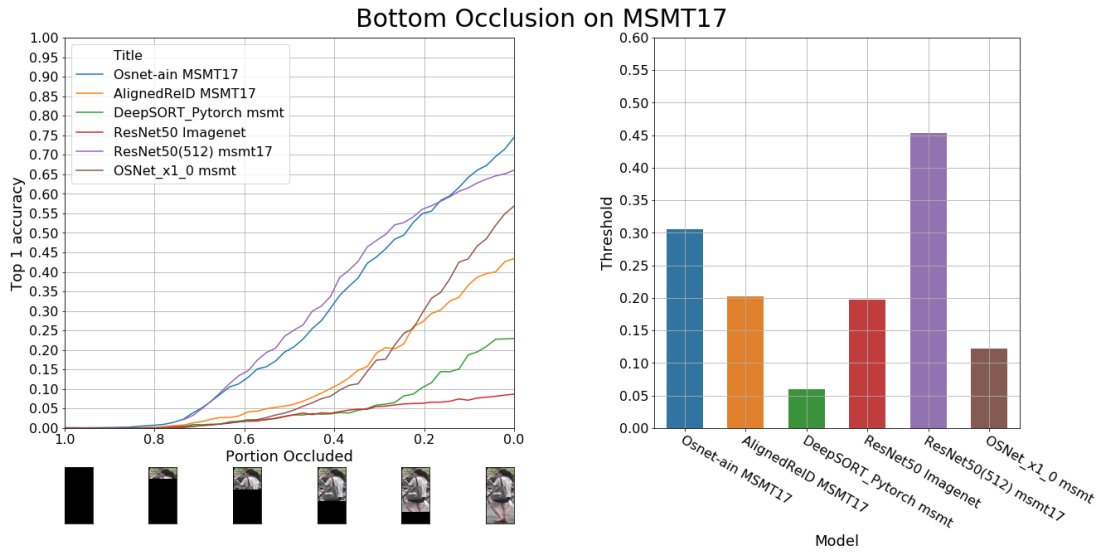 Bottom Occlusion on MSMT17
1.00
0.95
0.90
0.85
0.80
0.75
0.70
0.65
0.60
0.55
0.50
0.45
0.40
0.35
0.30
0.25
0.20
0.15
0.10
0.05
0.00
Top 1 accuracy
Title
Osnet-ain MSMT17
AlignedReID MSMT17
DeepSORT_Pytorch msmt
ResNet50 Imagenet
ResNet50(512) msmt17
OSNet_x1_0 msmt
1.0 0.8 0.6 0.4 0.2 0.0
Portion Occluded
0.60
0.55
0.50
0.45
0.40
0.35
0.30
0.25
0.20
0.15
0.10
0.05
0.00
Threshold
Osnet-ain MSMT17
AlignedReID MSMT17
DeepSORT_Pytorch msmt
ResNet50 Imagenet
ResNet50(512) msmt17
OSNet_x1_0 msmt
Model